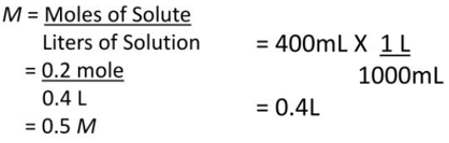 M = Moles of Solute
Liters of Solution
= 0.2 mole
0.4 L
= 0.5 M
= 400mL X 1 L
1000mL
= 0.4L